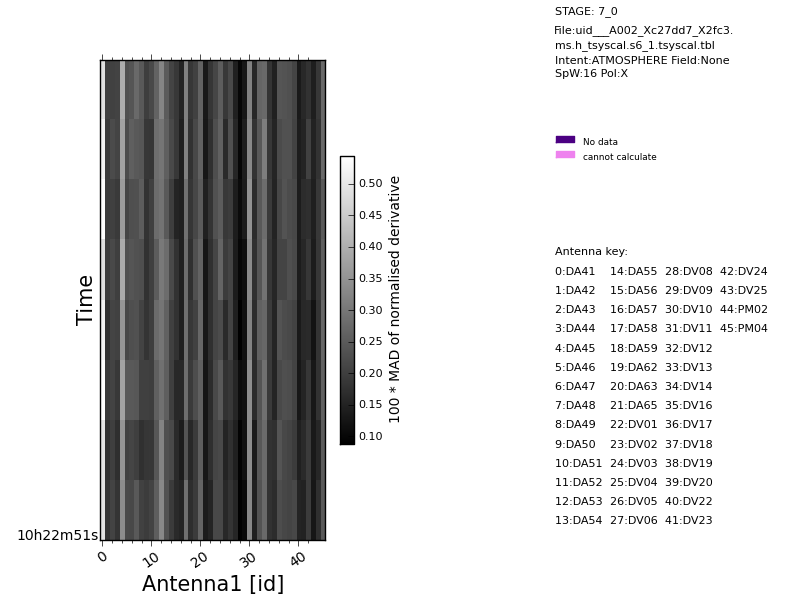 STAGE: 7_0
File:uid___A002_Xc27dd7_X2fc3.
ms.h_tsyscal.s6_1.tsyscal.tbl
Intent:ATMOSPHERE Field:None
SpW:16 Pol:X
No data
cannot calculate
0.50
0.45
0.40
0.35
0.30
0.25
0.20
0.15
0.10
100 * MAD of normalised derivative
Time
10h22m51s
0 10 20 30 40
Antenna1 [id]
Antenna key:
0:DA41 14:DA55 28:DV08 42:DV24
1:DA42 15:DA56 29:DV09 43:DV25
2:DA43 16:DA57 30:DV10 44:PM02
3:DA44 17:DA58 31:DV11 45:PM04
4:DA45 18:DA59 32:DV12
5:DA46 19:DA62 33:DV13
6:DA47 20:DA63 34:DV14
7:DA48 21:DA65 35:DV16
8:DA49 22:DV01 36:DV17
9:DA50 23:DV02 37:DV18
10:DA51 24:DV03 38:DV19
11:DA52 25:DV04 39:DV20
12:DA53 26:DV05 40:DV22
13:DA54 27:DV06 41:DV23